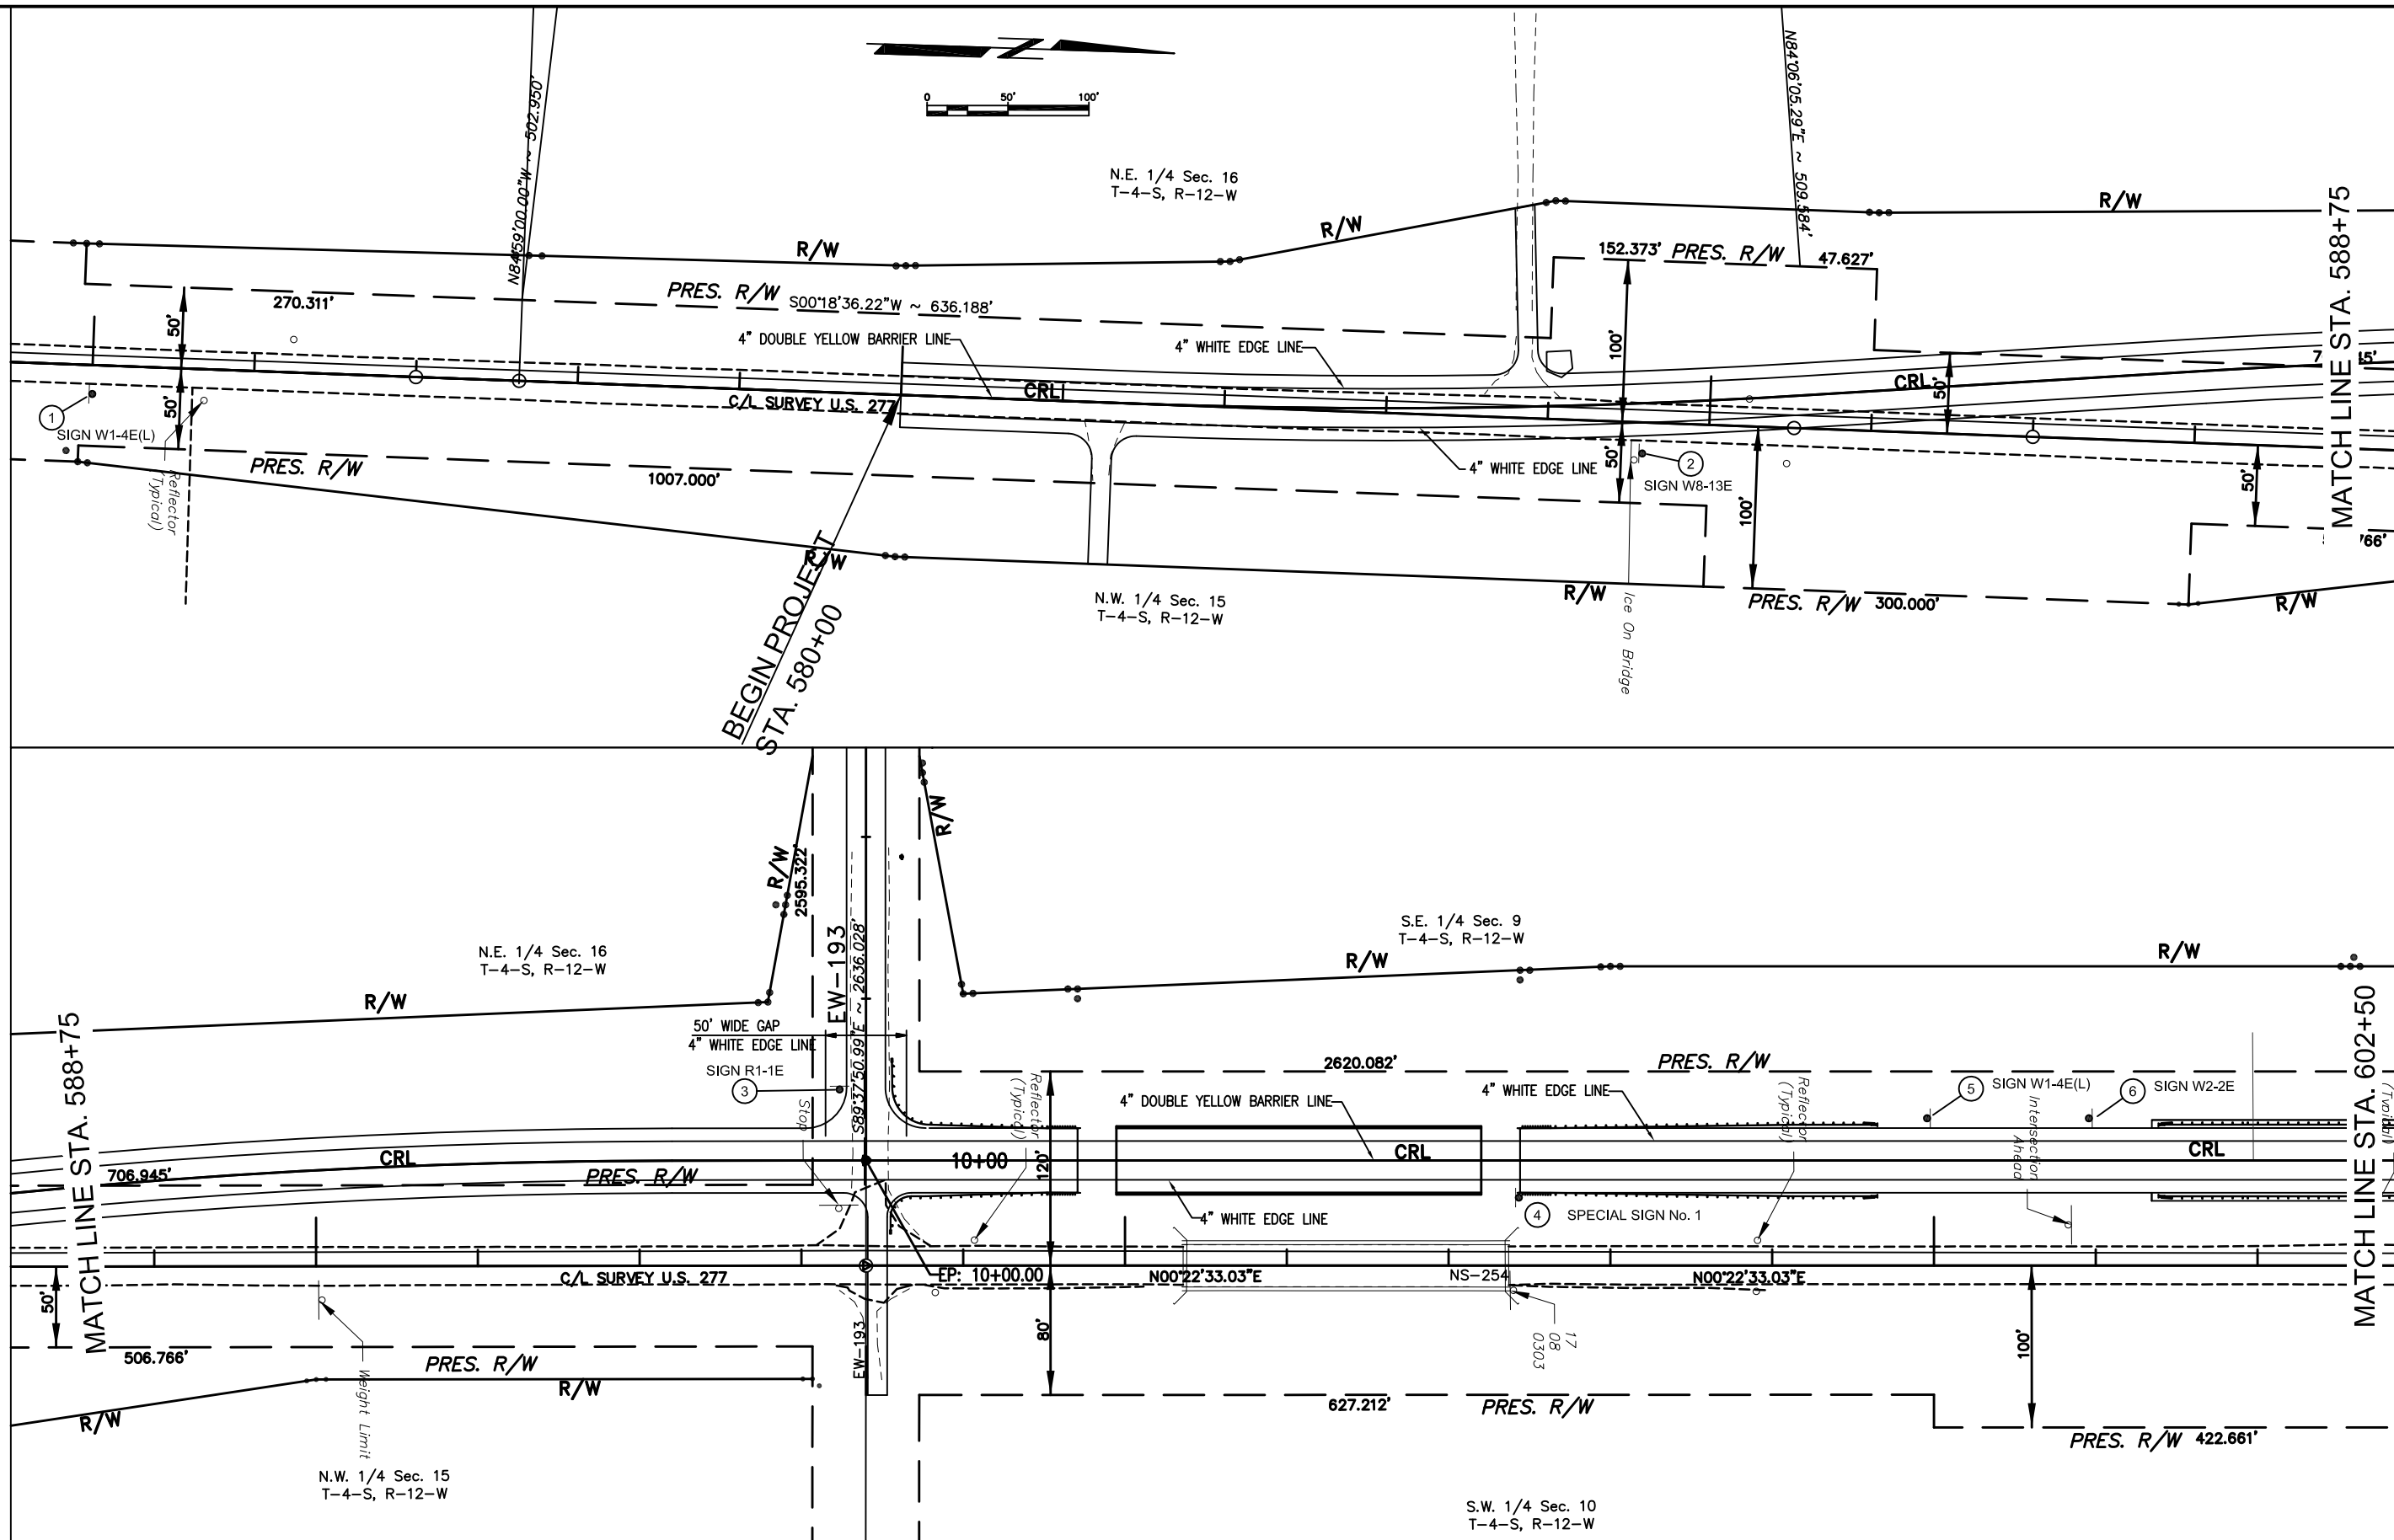 0 50' 100'
N84°59'00.00"W ~ 502.950'
N84°06'05.29"E ~ 509.584'
N.E. 1/4 Sec. 16
T-4-S, R-12-W
R/W
R/W
R/W
152.373' PRES. R/W 47.627'
270.311'
PRES. R/W S00°18'36.22"W ~ 636.188'
50'
4" DOUBLE YELLOW BARRIER LINE
4" WHITE EDGE LINE
100'
CRL
CRL
50'
MATCH LINE STA. 588+75
1
SIGN W1-4E(L)
50'
C/L SURVEY U.S. 277
Reflector
(Typical)
PRES. R/W
1007.000'
4" WHITE EDGE LINE
50'
2
SIGN W8-13E
100'
50'
R/W
BEGIN PROJECT
STA. 580+00
N.W. 1/4 Sec. 15
T-4-S, R-12-W
R/W
Ice On Bridge
PRES. R/W 300.000'
R/W
R/W
R/W
2595.322'
EW-193
S89°37'50.99"E ~ 2636.028'
N.E. 1/4 Sec. 16
T-4-S, R-12-W
S.E. 1/4 Sec. 9
T-4-S, R-12-W
R/W
R/W
R/W
MATCH LINE STA. 588+75
50' WIDE GAP
4" WHITE EDGE LINE
SIGN R1-1E
3
Stop
Reflector
(Typical)
2620.082'
PRES. R/W
4" DOUBLE YELLOW BARRIER LINE
4" WHITE EDGE LINE
Reflector
(Typical)
5
SIGN W1-4E(L)
6
SIGN W2-2E
Intersection
Ahead
MATCH LINE STA. 602+50
706.945'
CRL
PRES. R/W
10+00
120'
CRL
CRL
4" WHITE EDGE LINE
4
SPECIAL SIGN No. 1
50'
C/L SURVEY U.S. 277
EP: 10+00.00
N00°22'33.03"E
NS-254
N00°22'33.03"E
506.766'
PRES. R/W
R/W
R/W
Weight Limit
EW-193
80'
17
08
0303
100'
627.212'
PRES. R/W
PRES. R/W 422.661'
N.W. 1/4 Sec. 15
T-4-S, R-12-W
S.W. 1/4 Sec. 10
T-4-S, R-12-W